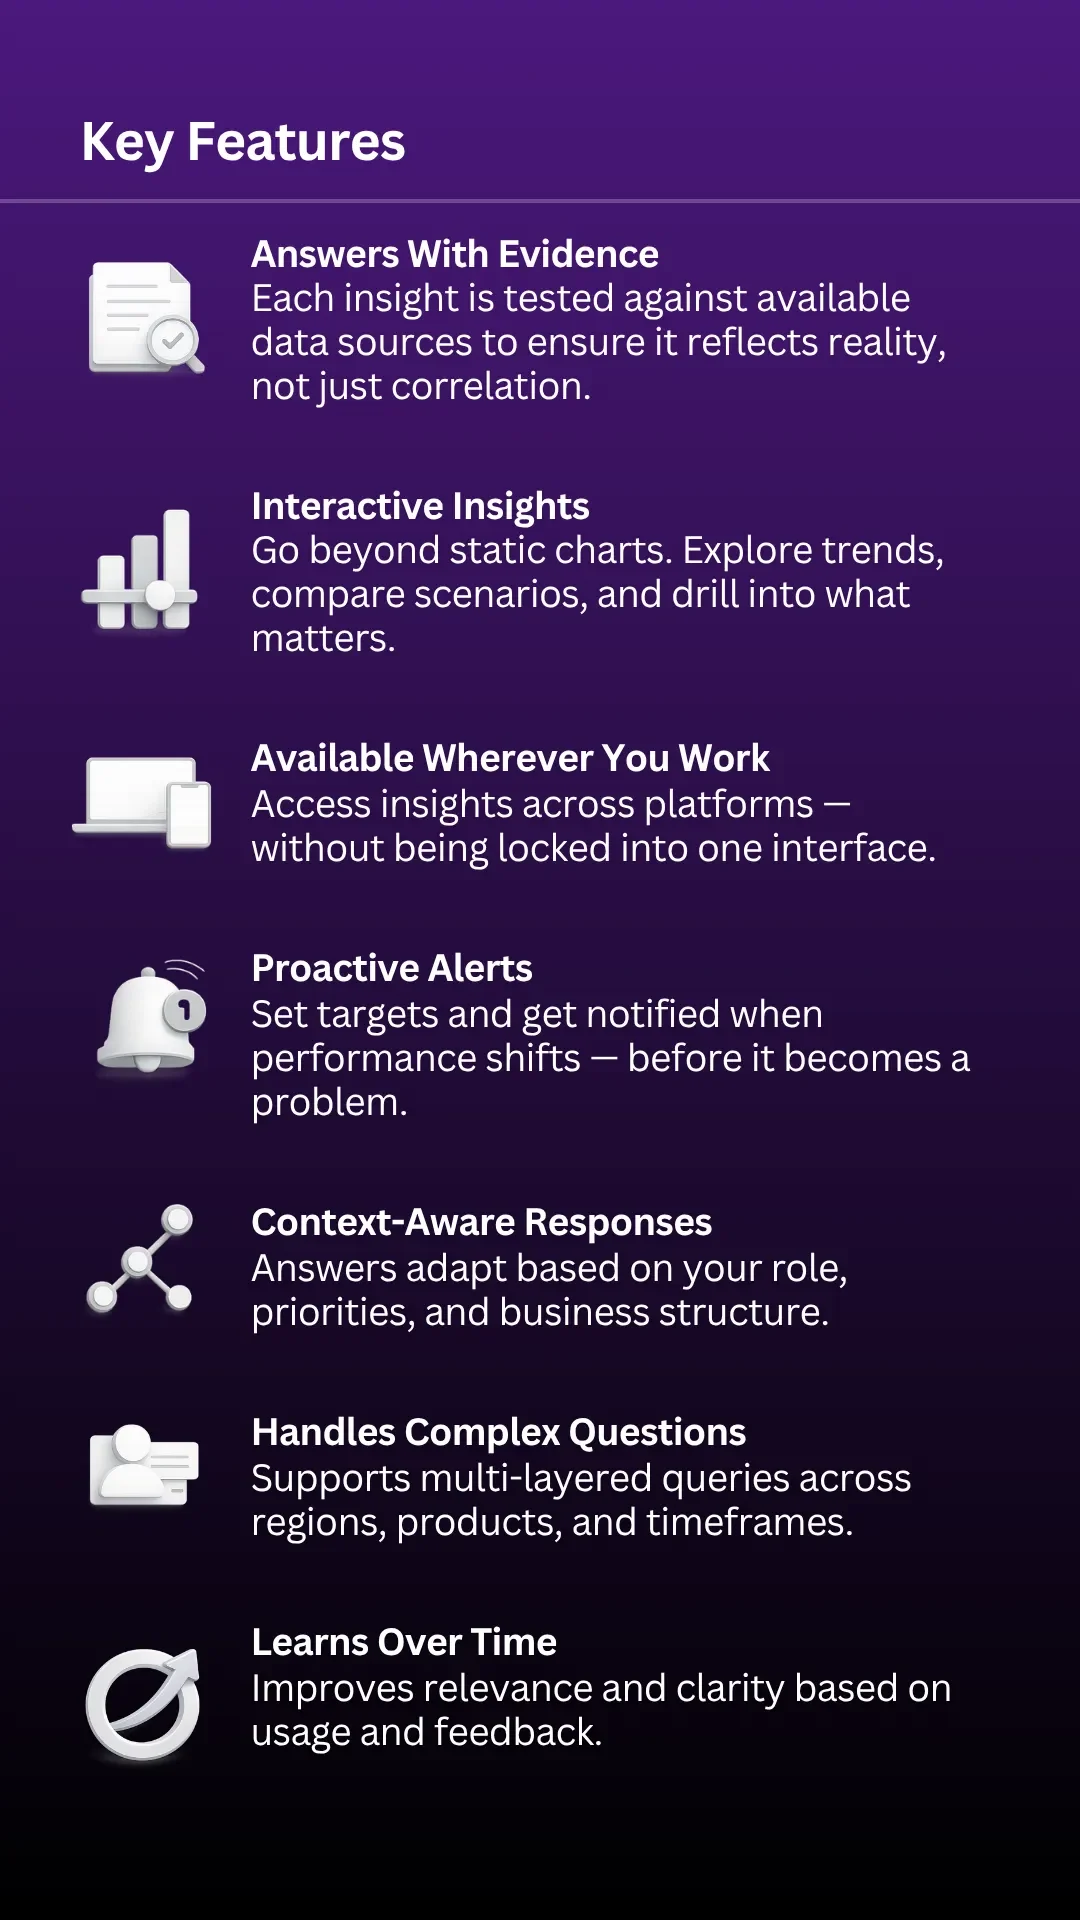 Key Features
Answers With Evidence
Each insight is tested against available
data sources to ensure it reflects reality,
not just correlation.
Interactive Insights
Go beyond static charts. Explore trends,
compare scenarios, and drill into what
matters.
Available Wherever You Work
Access insights across platforms —
without being locked into one interface.
Proactive Alerts
Set targets and get notified when
performance shifts — before it becomes a
problem.
1
Context-Aware Responses
Answers adapt based on your role,
priorities, and business structure.
Handles Complex Questions
Supports multi-layered queries across
regions, products, and timeframes.
Learns Over Time
Improves relevance and clarity based on
usage and feedback.